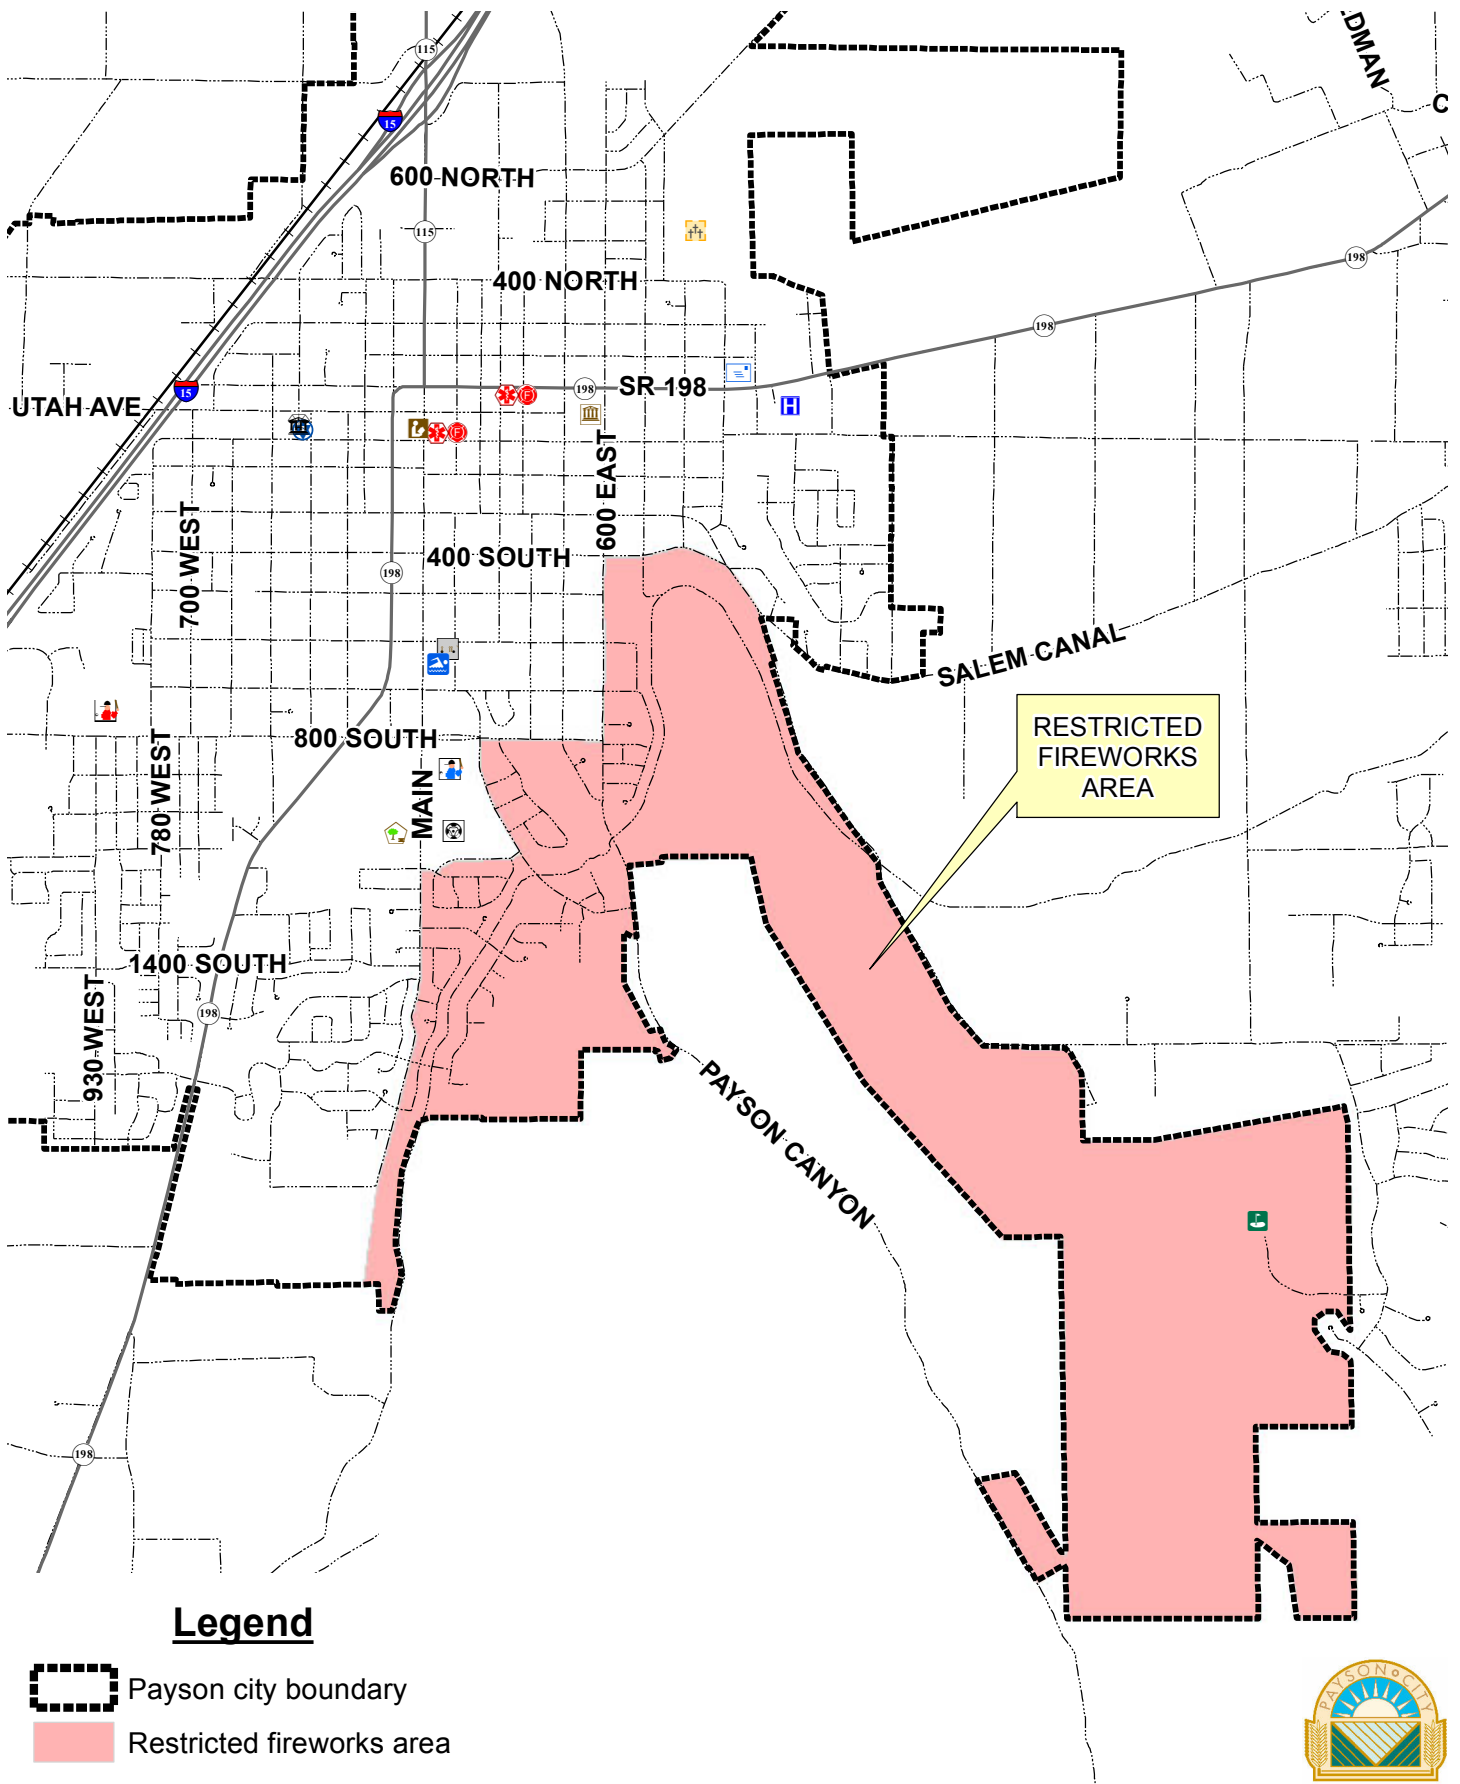 DMAN
C
115
15
600 NORTH
115
400 NORTH
198
198
15
UTAH AVE
198
SR 198
H
F
F
600 EAST
700 WEST
400 SOUTH
198
SALEM CANAL
RESTRICTED
FIREWORKS
AREA
800 SOUTH
780 WEST
MAIN
1400 SOUTH
930 WEST
198
PAYSON CANYON
198
Legend
Payson city boundary
Restricted fireworks area
PAYSON CITY